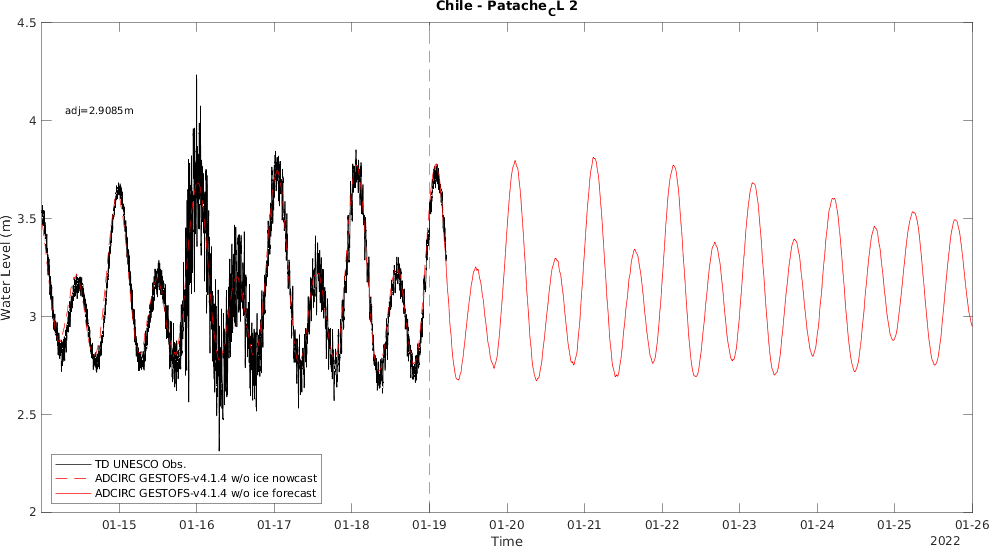 Chile - Patache_CL 2
4.5
4
3.5
3
2.5
2
Water Level (m)
adj=2.9085m
TD UNESCO Obs.
ADCIRC GESTOFS-v4.1.4 w/o ice nowcast
ADCIRC GESTOFS-v4.1.4 w/o ice forecast
01-15 01-16 01-17 01-18 01-19 01-20 01-21 01-22 01-23 01-24 01-25 01-26
Time
2022